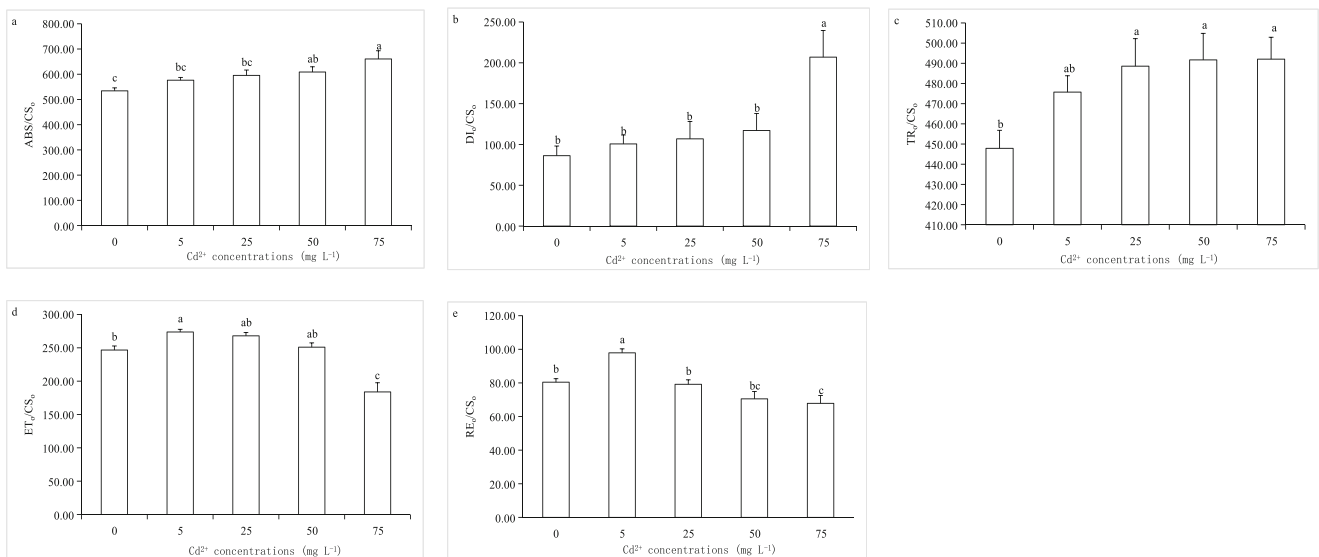 a
800.00
700.00
600.00
500.00
400.00
300.00
200.00
100.00
0.00
ABS/CSₒ
c
bc
bc
ab
a
0 5 25 50 75
Cd²⁺ concentrations (mg L⁻¹)
b
250.00
200.00
150.00
100.00
50.00
0.00
DIₒ/CSₒ
b
b
b
b
a
0 5 25 50 75
Cd²⁺ concentrations (mg L⁻¹)
c
510.00
500.00
490.00
480.00
470.00
460.00
450.00
440.00
430.00
420.00
410.00
TRₒ/CSₒ
b
ab
a
a
a
0 5 25 50 75
Cd²⁺ concentrations (mg L⁻¹)
d
300.00
250.00
200.00
150.00
100.00
50.00
0.00
ETₒ/CSₒ
b
a
ab
ab
c
0 5 25 50 75
Cd²⁺ concentrations (mg L⁻¹)
e
120.00
100.00
80.00
60.00
40.00
20.00
0.00
REₒ/CSₒ
b
a
b
bc
c
0 5 25 50 75
Cd²⁺ concentrations (mg L⁻¹)